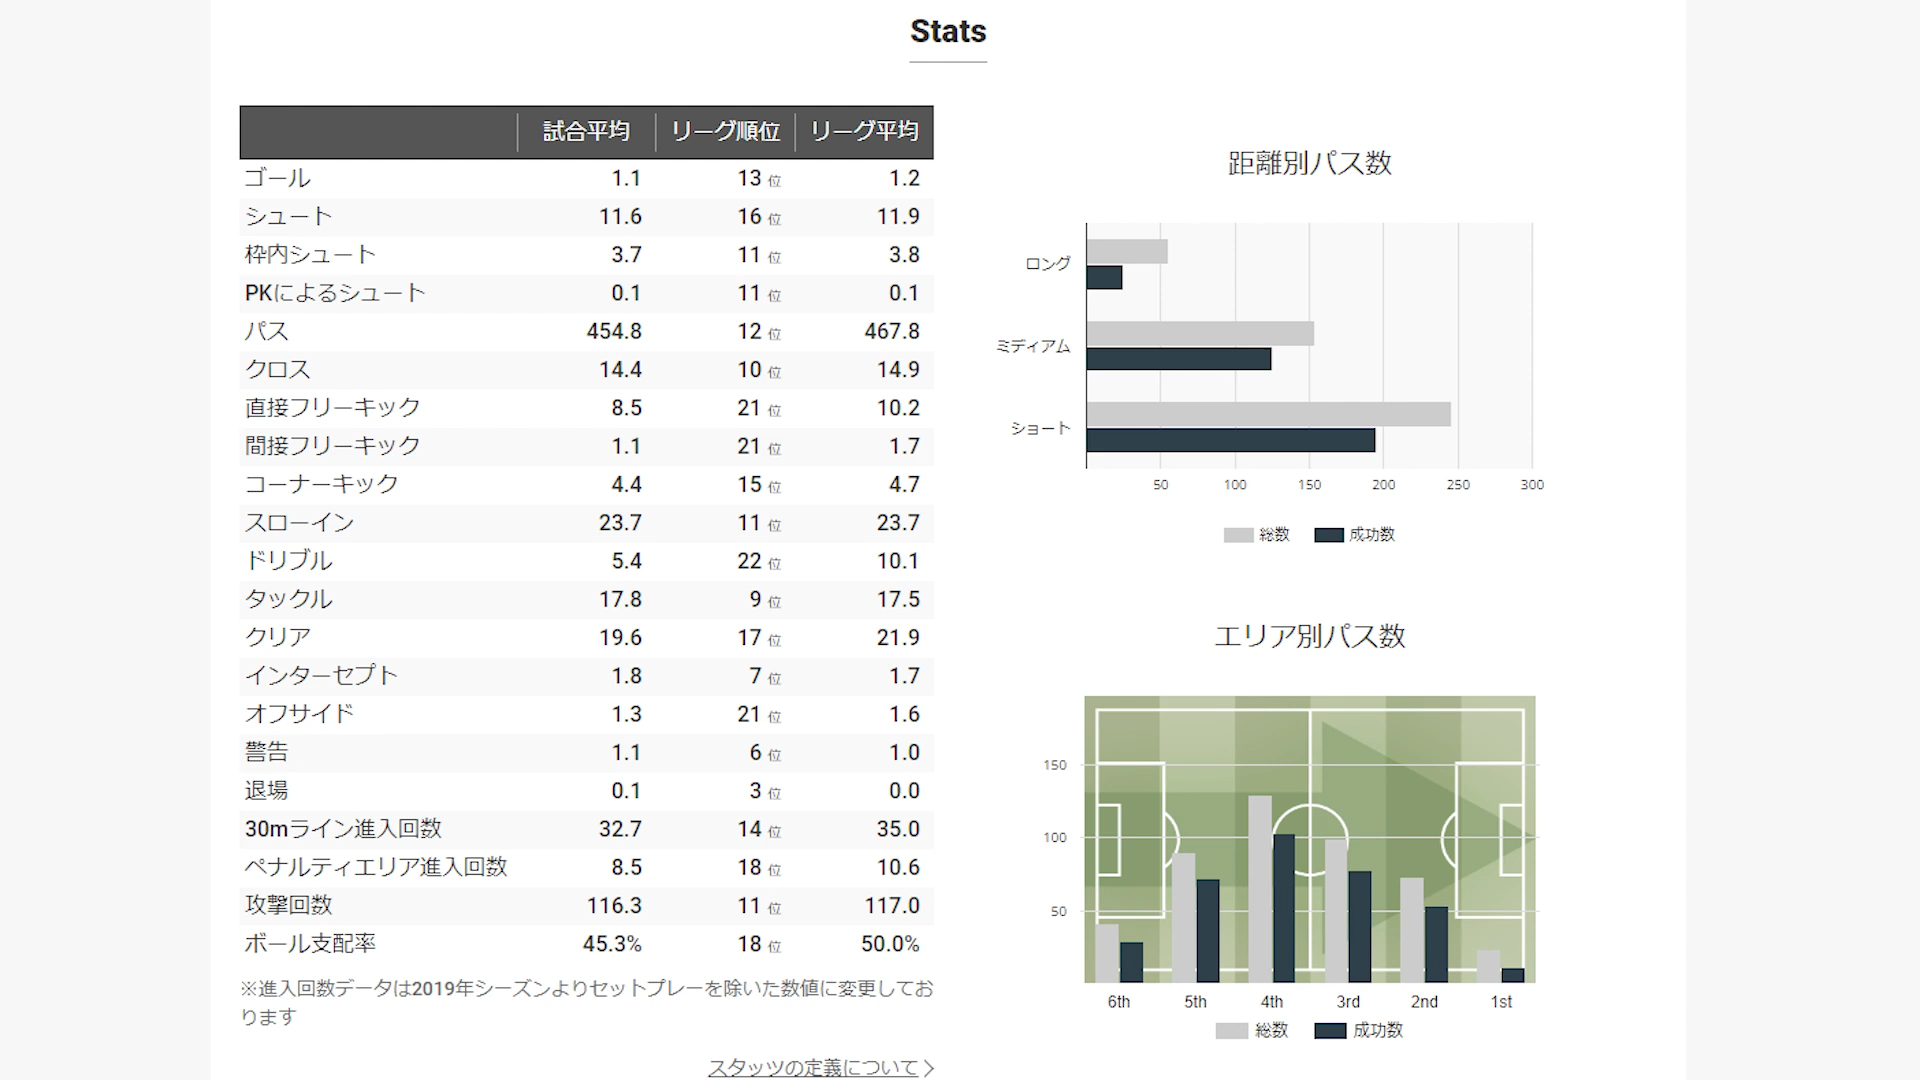 Stats
試合平均 リーグ順位 リーグ平均
ゴール 1.1 13 位 1.2
シュート 11.6 16 位 11.9
枠内シュート 3.7 11 位 3.8
PKによるシュート 0.1 11 位 0.1
パス 454.8 12 位 467.8
クロス 14.4 10 位 14.9
直接フリーキック 8.5 21 位 10.2
間接フリーキック 1.1 21 位 1.7
コーナーキック 4.4 15 位 4.7
スローイン 23.7 11 位 23.7
ドリブル 5.4 22 位 10.1
タックル 17.8 9 位 17.5
クリア 19.6 17 位 21.9
インターセプト 1.8 7 位 1.7
オフサイド 1.3 21 位 1.6
警告 1.1 6 位 1.0
退場 0.1 3 位 0.0
30mライン進入回数 32.7 14 位 35.0
ペナルティエリア進入回数 8.5 18 位 10.6
攻撃回数 116.3 11 位 117.0
ボール支配率 45.3% 18 位 50.0%
※進入回数データは2019年シーズンよりセットプレーを除いた数値に変更してお
ります
スタッツの定義について
距離別パス数
ロング
ミディアム
ショート
50 100 150 200 250 300
総数 成功数
エリア別パス数
150
100
50
6th 5th 4th 3rd 2nd 1st
総数 成功数